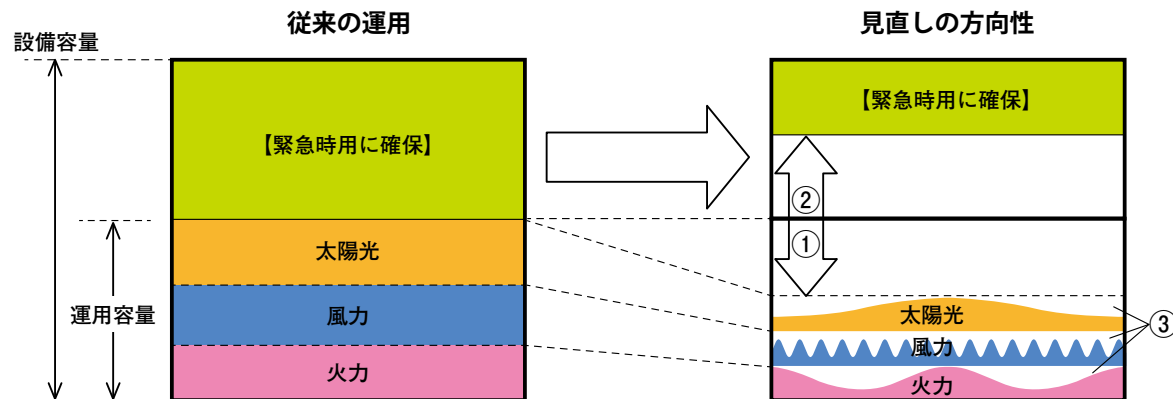 従来の運用
見直しの方向性
設備容量
【緊急時用に確保】
【緊急時用に確保】
②
①
太陽光
風力
火力
運用容量
太陽光
風力
火力
③